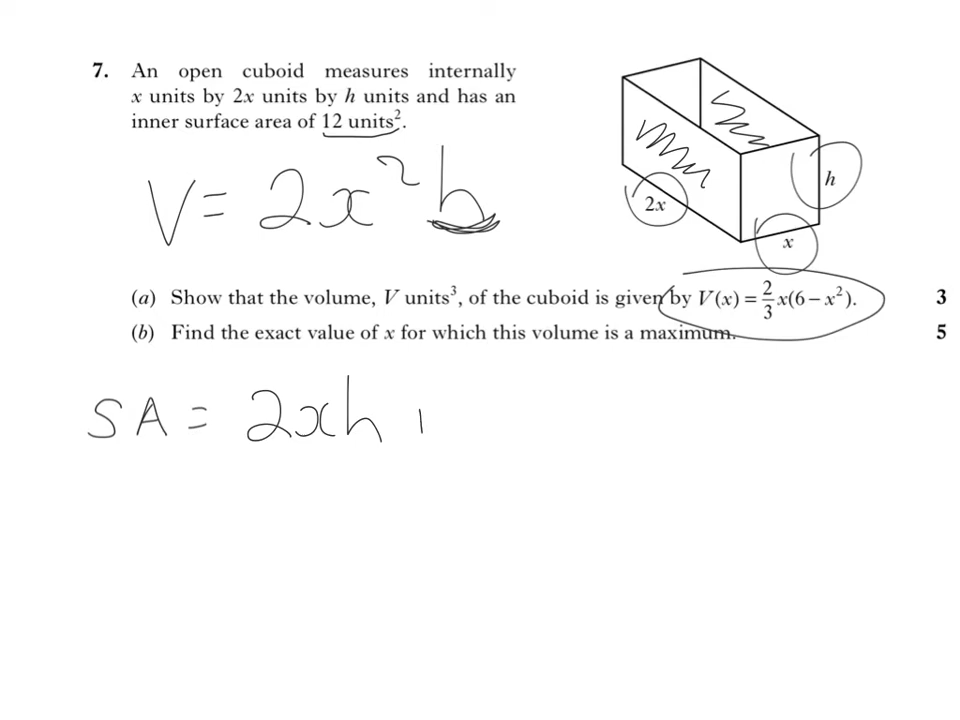 7. An open cuboid measures internally
x units by 2x units by h units and has an
inner surface area of 12 units².
V = 2x²h
h
2x
x
(a) Show that the volume, V units³, of the cuboid is given by V(x) = 2/3 x(6 − x²). 3
(b) Find the exact value of x for which this volume is a maximum. 5
SA = 2xh